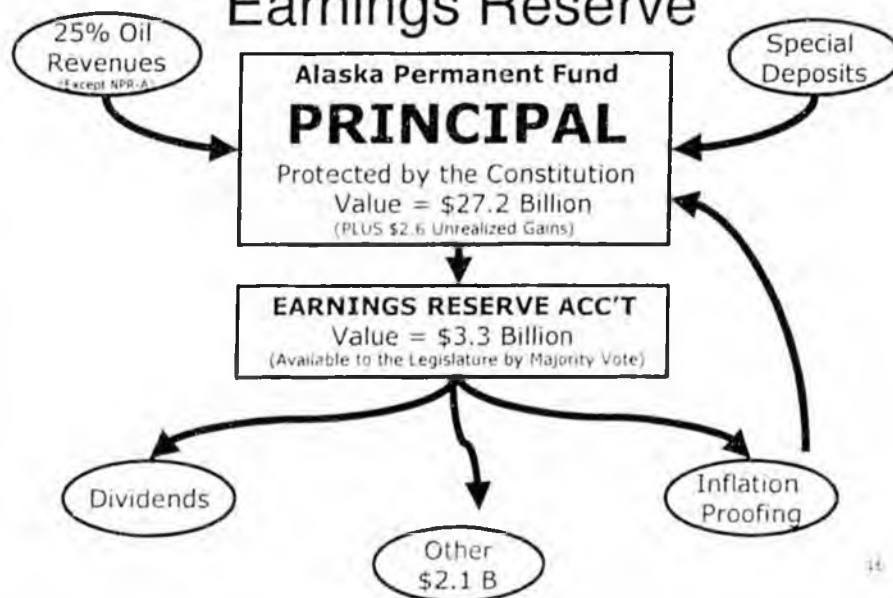 Earnings Reserve
25% Oil
Revenues
*Except NPR-A*
Special
Deposits
Alaska Permanent Fund
PRINCIPAL
Protected by the Constitution
Value = $27.2 Billion
(PLUS $2.6 Unrealized Gains)
EARNINGS RESERVE ACC'T
Value = $3.3 Billion
(Available to the Legislature by Majority Vote)
Dividends
Inflation
Proofing
Other
$2.1 B